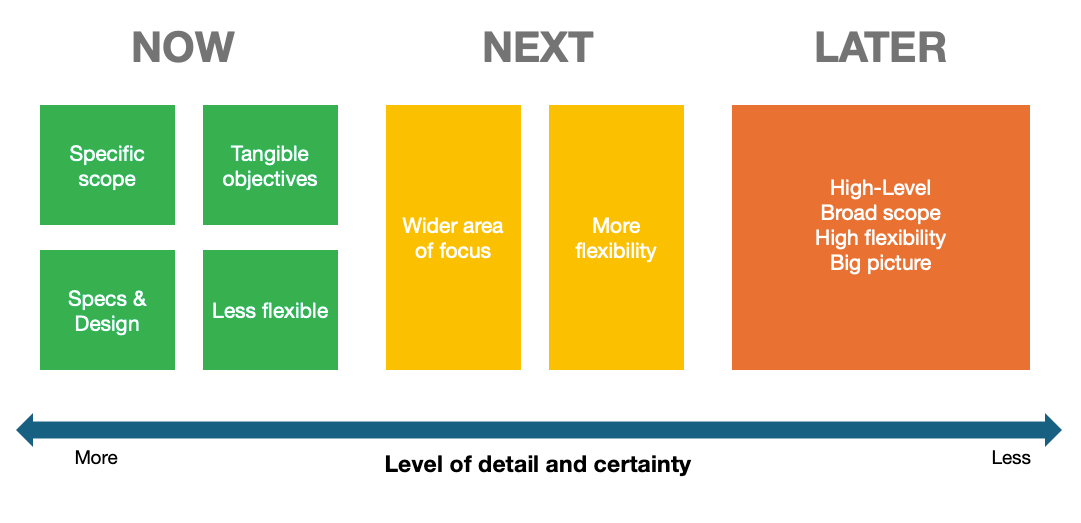 NOW
NEXT
LATER
Specific
scope
Tangible
objectives
Specs &
Design
Less flexible
Wider area
of focus
More
flexibility
High-Level
Broad scope
High flexibility
Big picture
More
Level of detail and certainty
Less